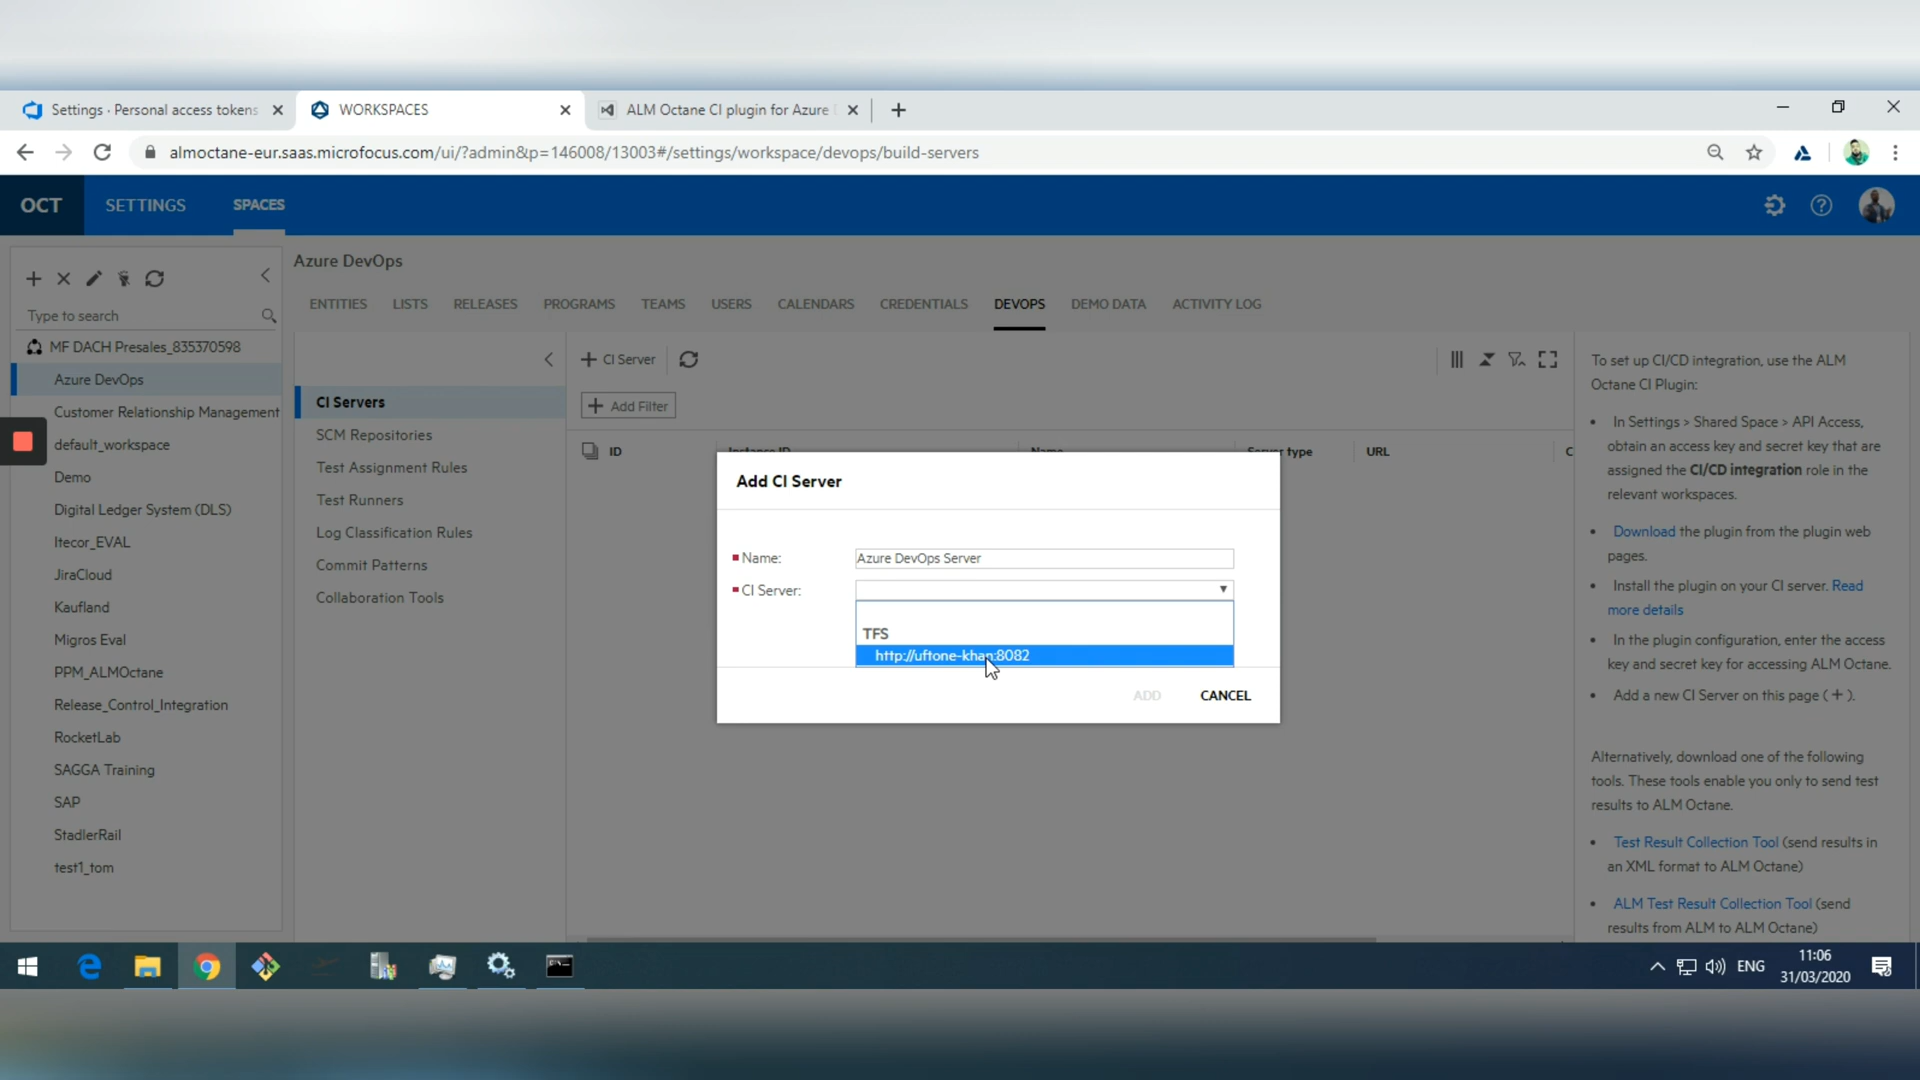 Settings · Personal access tokens
WORKSPACES
ALM Octane CI plugin for Azure
almoctane-eur.saas.microfocus.com/ui/?admin&p=146008/13003#/settings/workspace/devops/build-servers
OCT
SETTINGS
SPACES
Type to search
MF DACH Presales_835370598
Azure DevOps
Customer Relationship Management
default_workspace
Demo
Digital Ledger System (DLS)
Itecor_EVAL
JiraCloud
Kaufland
Migros Eval
PPM_ALMOctane
Release_Control_Integration
RocketLab
SAGGA Training
SAP
StadlerRail
test1_tom
Azure DevOps
ENTITIES LISTS RELEASES PROGRAMS TEAMS USERS CALENDARS CREDENTIALS DEVOPS DEMO DATA ACTIVITY LOG
CI Servers
SCM Repositories
Test Assignment Rules
Test Runners
Log Classification Rules
Commit Patterns
Collaboration Tools
+ CI Server
+ Add Filter
ID Instance ID Name Server type URL C
Add CI Server
Name: Azure DevOps Server
CI Server:
TFS
http://uftone-khan:8082
ADD CANCEL
To set up CI/CD integration, use the ALM
Octane CI Plugin:
• In Settings > Shared Space > API Access,
obtain an access key and secret key that are
assigned the CI/CD integration role in the
relevant workspaces.
• Download the plugin from the plugin web
pages.
• Install the plugin on your CI server. Read
more details
• In the plugin configuration, enter the access
key and secret key for accessing ALM Octane.
• Add a new CI Server on this page ( + ).
Alternatively, download one of the following
tools. These tools enable you only to send test
results to ALM Octane.
• Test Result Collection Tool (send results in
an XML format to ALM Octane)
• ALM Test Result Collection Tool (send
results from ALM to ALM Octane)
ENG
11:06
31/03/2020